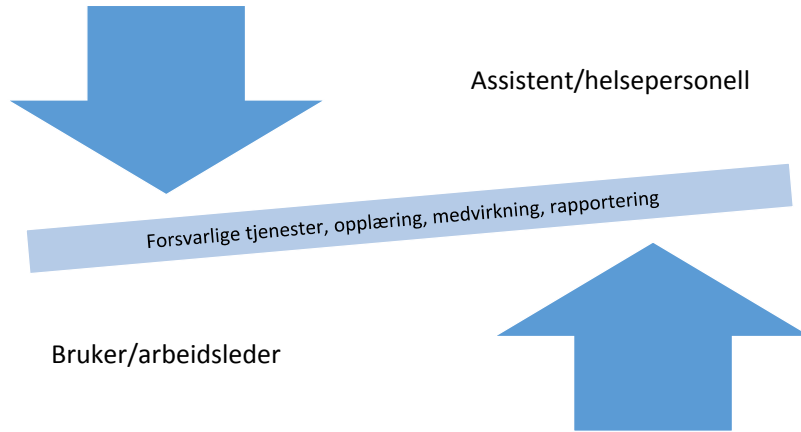 Assistent/helsepersonell
Forsvarlige tjenester, opplæring, medvirkning, rapportering
Bruker/arbeidsleder